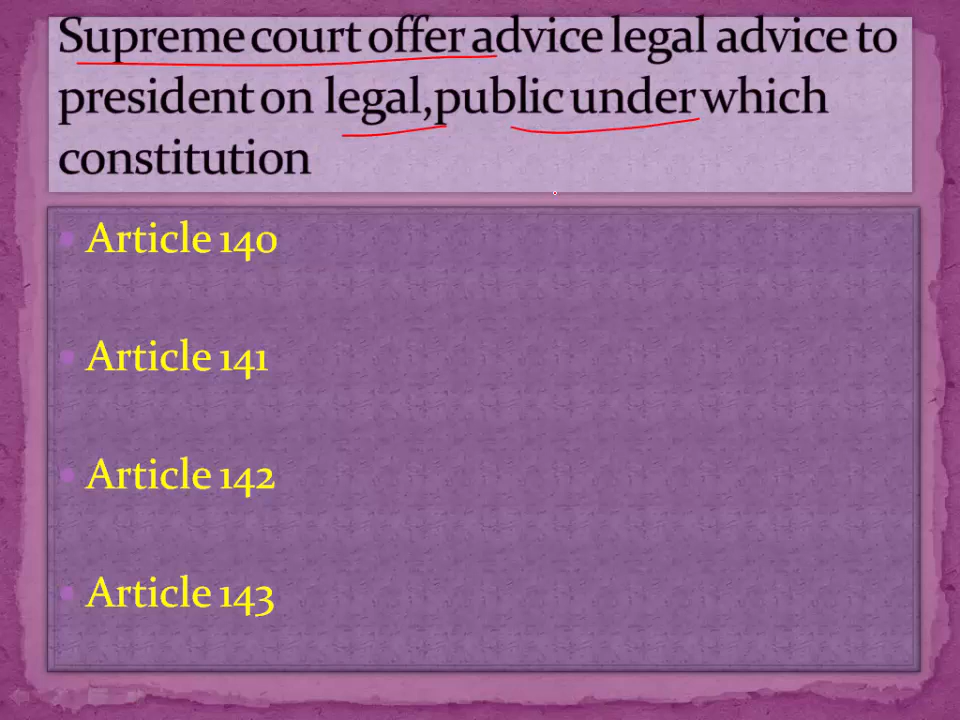 Supreme court offer advice legal advice to
president on legal,public under which
constitution
Article 140
Article 141
Article 142
Article 143